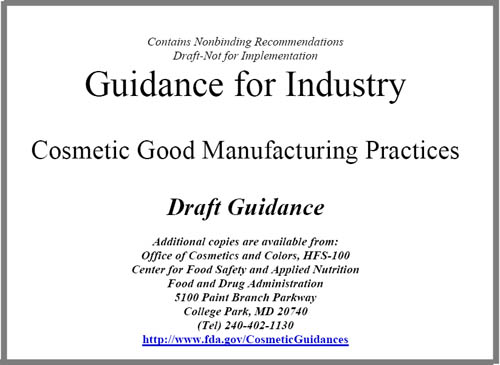 Contains Nonbinding Recommendations
Draft-Not for Implementation
Guidance for Industry
Cosmetic Good Manufacturing Practices
Draft Guidance
Additional copies are available from:
Office of Cosmetics and Colors, HFS-100
Center for Food Safety and Applied Nutrition
Food and Drug Administration
5100 Paint Branch Parkway
College Park, MD 20740
(Tel) 240-402-1130
http://www.fda.gov/CosmeticGuidances